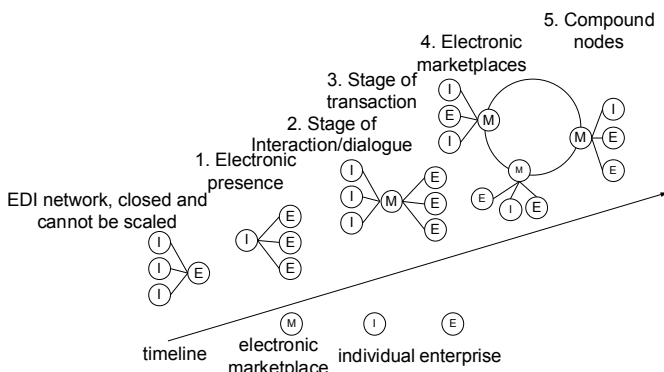 5. Compound
nodes
4. Electronic
marketplaces
3. Stage of
transaction
2. Stage of
Interaction/dialogue
1. Electronic
presence
EDI network, closed and
cannot be scaled
I
E
I
M
I
M
I
E
E
M
E
I
E
I
I
I
M
E
E
E
I
E
E
E
I
I
I
E
M
I
E
timeline
electronic
marketplace
individual enterprise